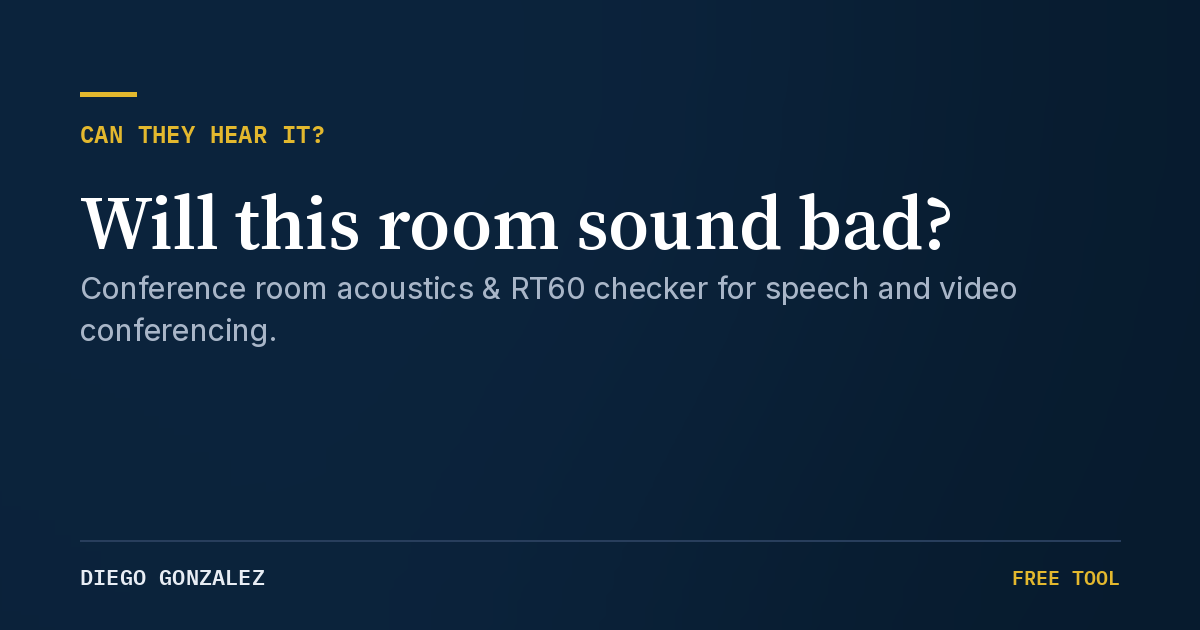 CAN THEY HEAR IT?
Will this room sound bad?
Conference room acoustics & RT60 checker for speech and video
conferencing.
DIEGO GONZALEZ
FREE TOOL